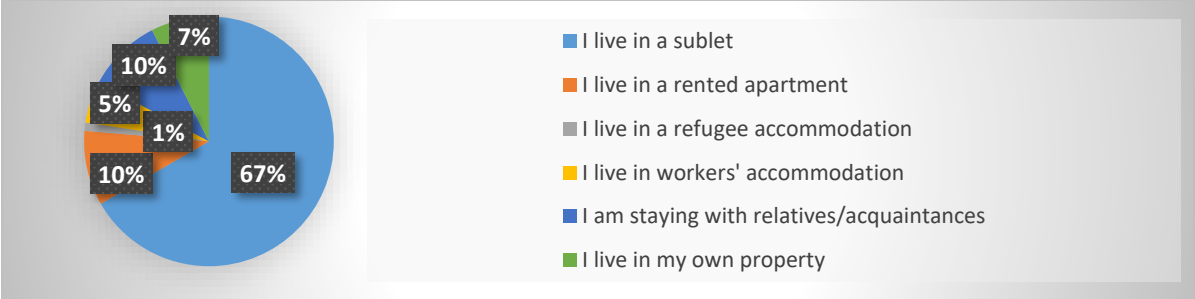 7%
10%
5%
1%
10%
67%
I live in a sublet
I live in a rented apartment
I live in a refugee accommodation
I live in workers' accommodation
I am staying with relatives/acquaintances
I live in my own property